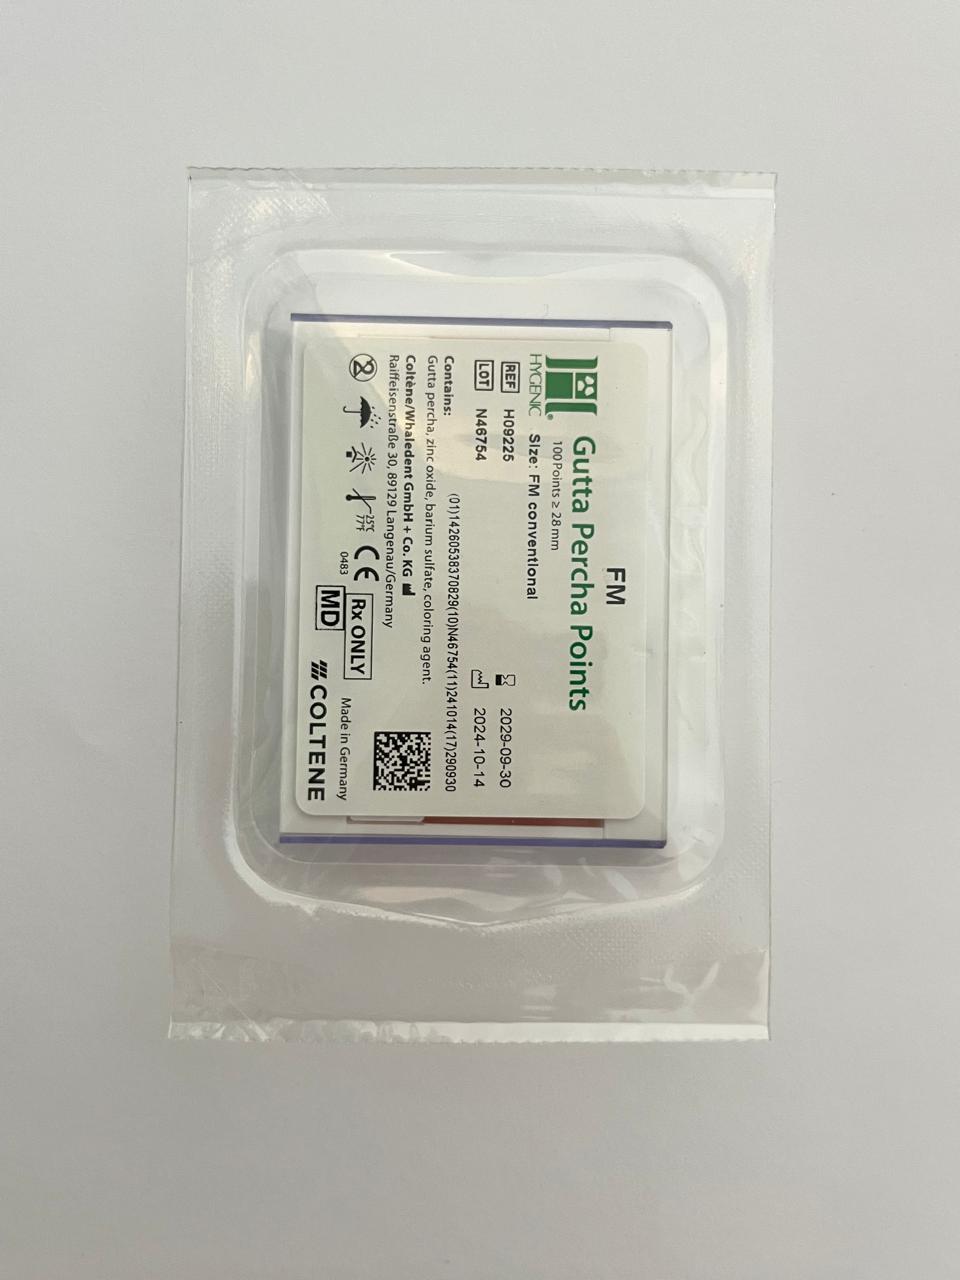 FM
HYGENIC®
Gutta Percha Points
100 Points ≥ 28 mm
Size: FM conventional
REF H09225
2029-09-30
LOT N46754
2024-10-14
(01)14260538370829(10)N46754(11)241014(17)290930
Contains:
Gutta percha, zinc oxide, barium sulfate, coloring agent.
Coltène/Whaledent GmbH + Co. KG
Raiffeisenstraße 30, 89129 Langenau/Germany
2
25°C
77°F
CE
0483
Rx ONLY
MD
Made in Germany
COLTENE